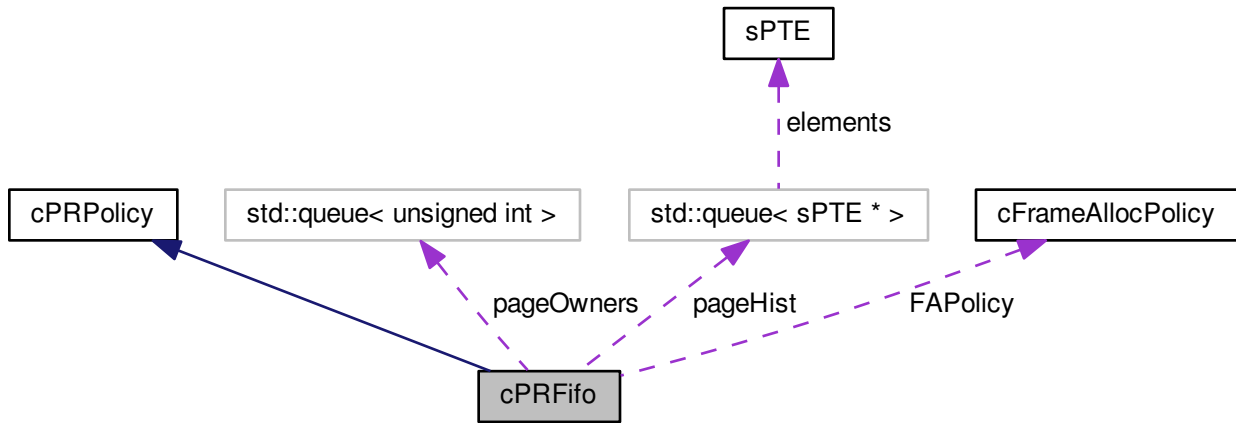 sPTE
elements
cPRPolicy
std::queue< unsigned int >
std::queue< sPTE * >
cFrameAllocPolicy
pageOwners
pageHist
FAPolicy
cPRFifo